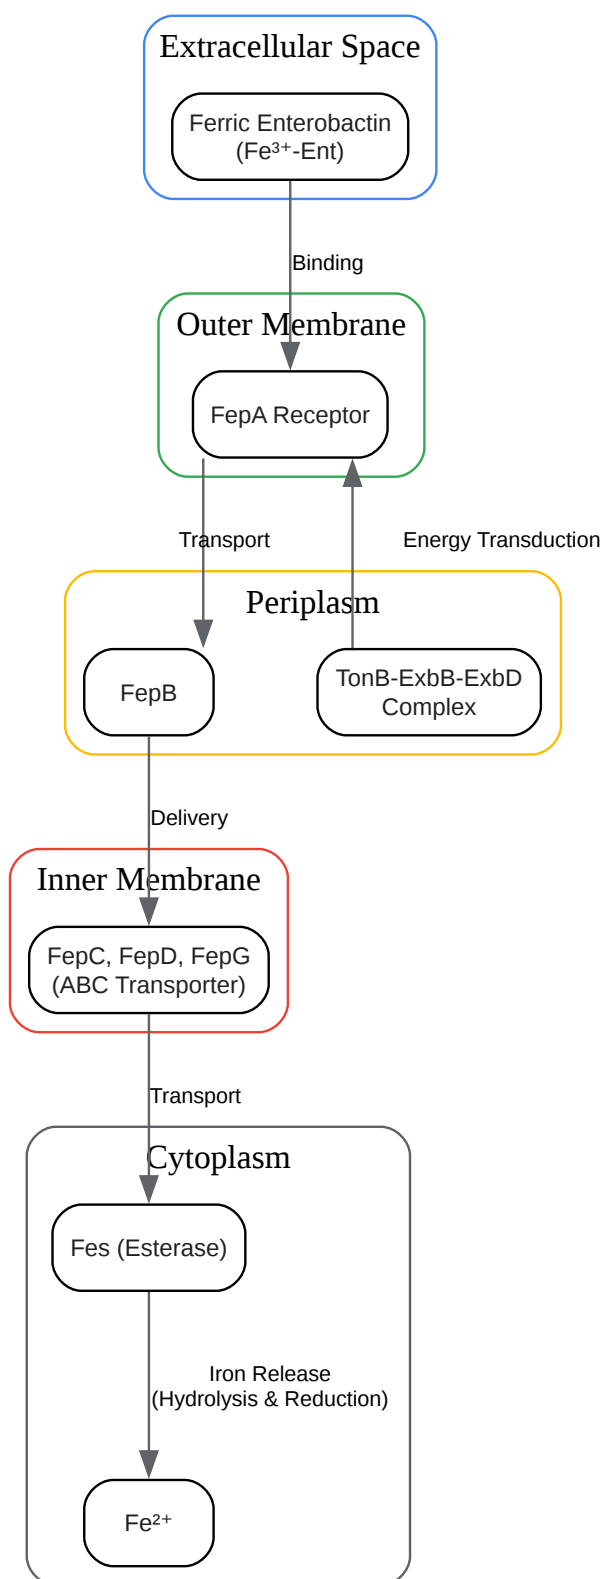 Extracellular Space
Ferric Enterobactin
(Fe³⁺-Ent)
Binding
Outer Membrane
FepA Receptor
Transport
Energy Transduction
Periplasm
FepB
TonB-ExbB-ExbD
Complex
Delivery
Inner Membrane
FepC, FepD, FepG
(ABC Transporter)
Transport
Cytoplasm
Fes (Esterase)
Iron Release
(Hydrolysis & Reduction)
Fe²⁺